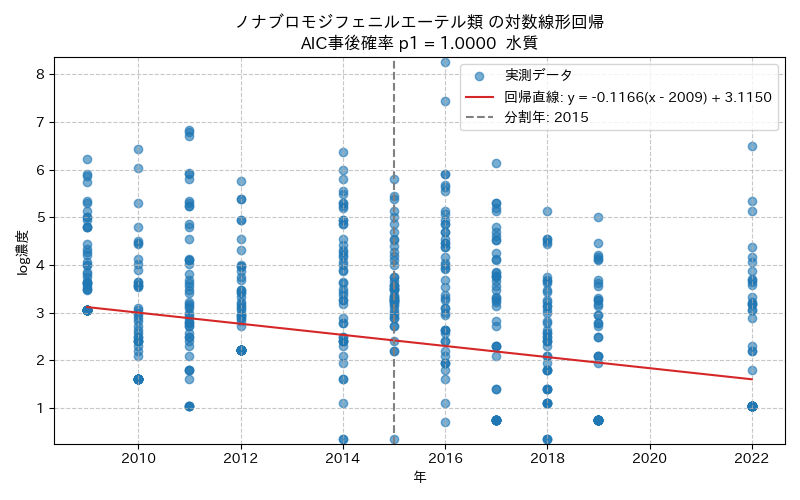 ノナブロモジフェニルエーテル類 の対数線形回帰
AIC事後確率 p1 = 1.0000 水質
実測データ
回帰直線: y = -0.1166(x - 2009) + 3.1150
分割年: 2015
log濃度
8
7
6
5
4
3
2
1
2010
2012
2014
2016
2018
2020
2022
年